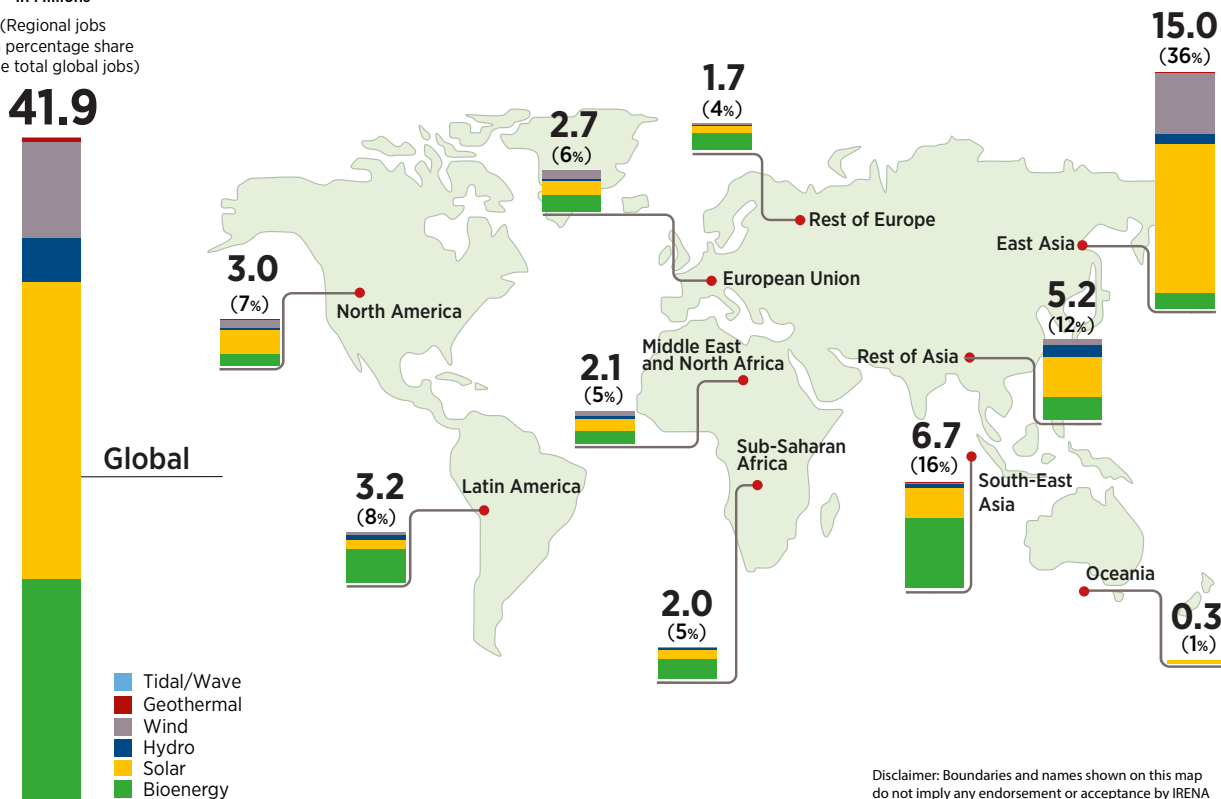 in Millions
(Regional jobs
percentage share
e total global jobs)
41.9
Global
Tidal/Wave
Geothermal
Wind
Hydro
Solar
Bioenergy
3.0
(7%)
North America
2.7
(6%)
European Union
1.7
(4%)
Rest of Europe
15.0
(36%)
East Asia
5.2
(12%)
Rest of Asia
2.1
(5%)
Middle East
and North Africa
3.2
(8%)
Latin America
2.0
(5%)
Sub-Saharan
Africa
6.7
(16%)
South-East
Asia
Oceania
0.3
(1%)
Disclaimer: Boundaries and names shown on this map
do not imply any endorsement or acceptance by IRENA